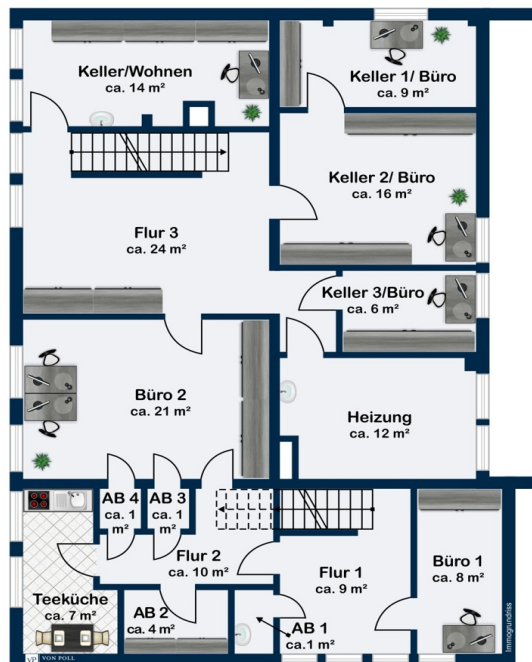 Keller/Wohnen
ca. 14 m²
Keller 1/ Büro
ca. 9 m²
Keller 2/ Büro
ca. 16 m²
Flur 3
ca. 24 m²
Keller 3/Büro
ca. 6 m²
Büro 2
ca. 21 m²
Heizung
ca. 12 m²
AB 4
ca. 1
m²
AB 3
ca. 1
m²
Flur 2
ca. 10 m²
Flur 1
ca. 9 m²
Büro 1
ca. 8 m²
Teeküche
ca. 7 m²
AB 2
ca. 4 m²
AB 1
ca.1 m²
VP VON POLL
Immogrundriss